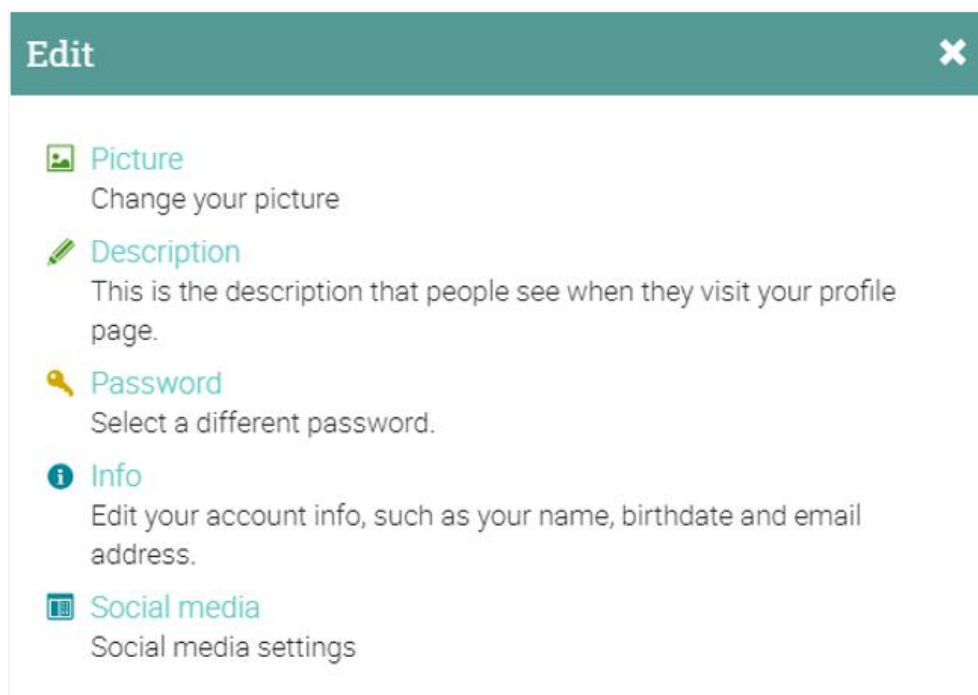 Edit
Picture
Change your picture
Description
This is the description that people see when they visit your profile
page.
Password
Select a different password.
Info
Edit your account info, such as your name, birthdate and email
address.
Social media
Social media settings